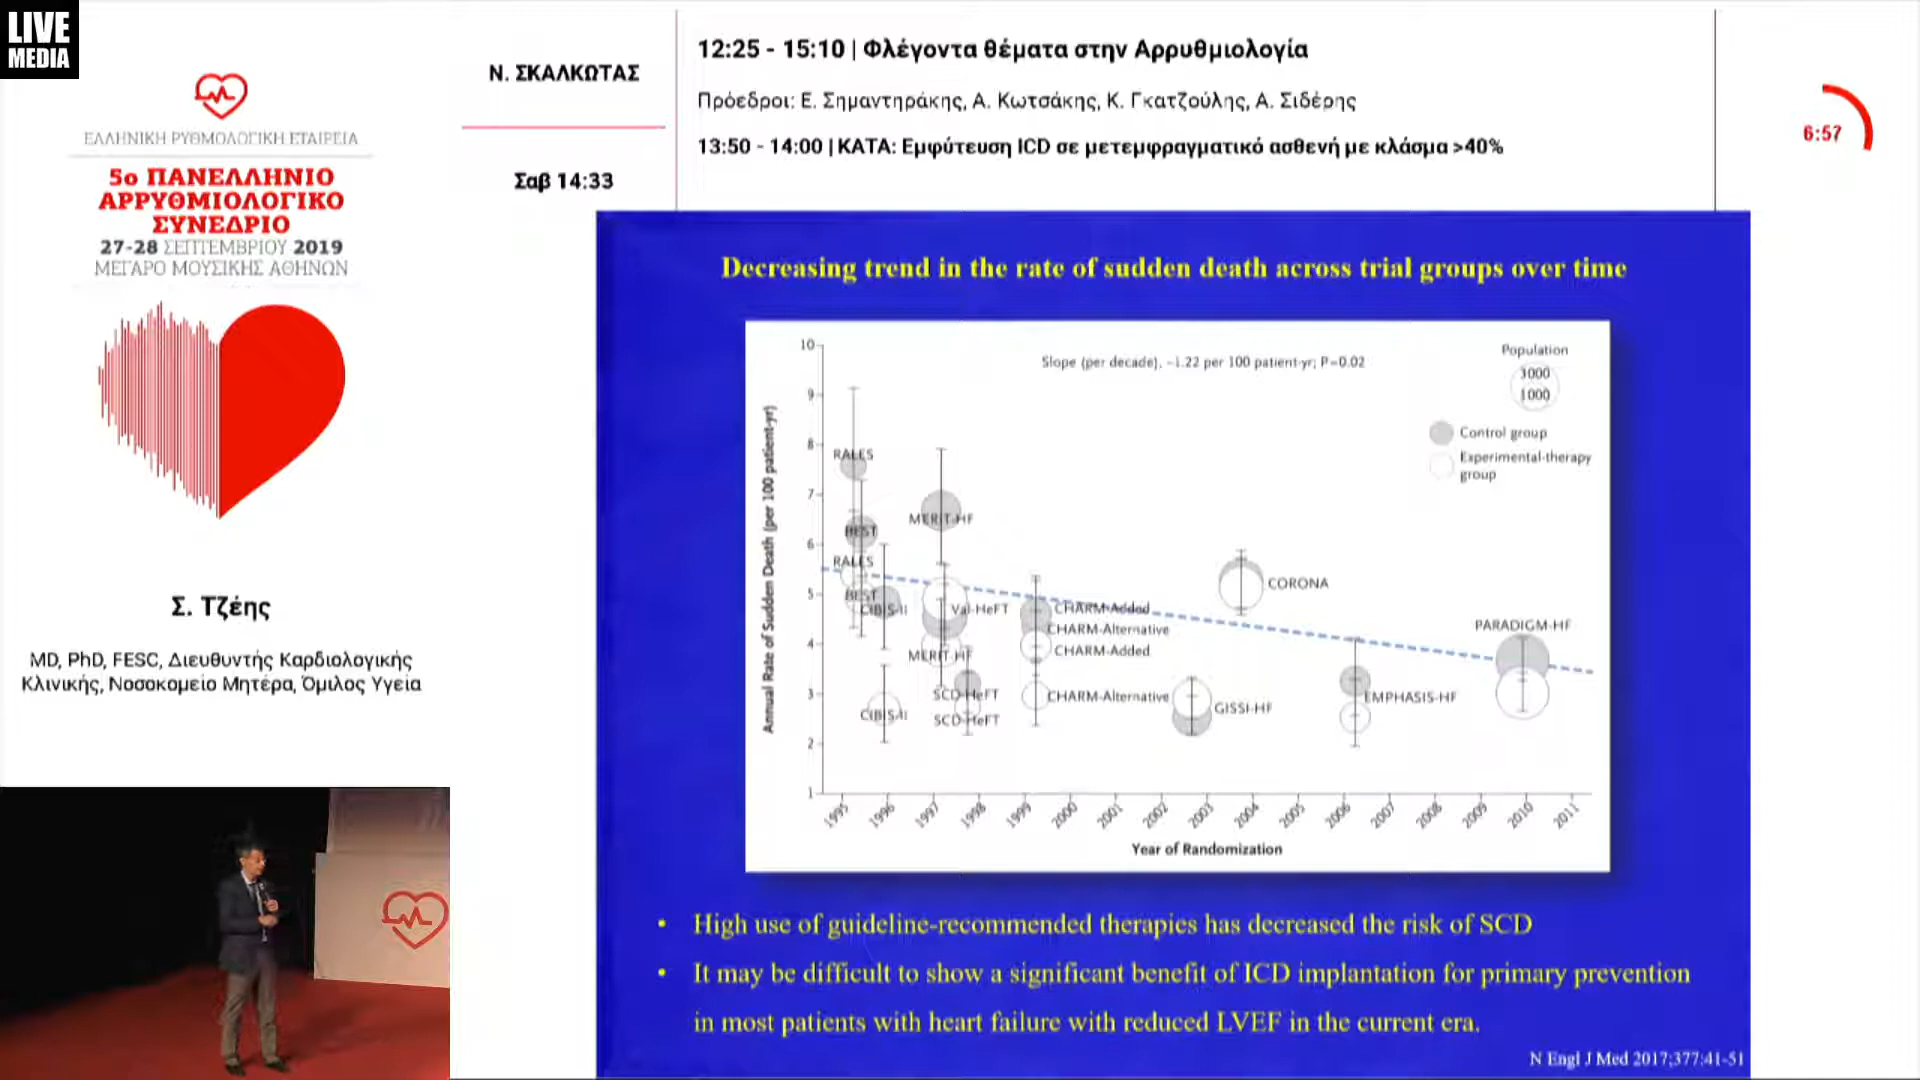 LIVE
MEDIA
ΕΛΛΗΝΙΚΗ ΡΥΘΜΟΛΟΓΙΚΗ ΕΤΑΙΡΕΙΑ
5ο ΠΑΝΕΛΛΗΝΙΟ
ΑΡΡΥΘΜΙΟΛΟΓΙΚΟ
ΣΥΝΕΔΡΙΟ
27-28 ΣΕΠΤΕΜΒΡΙΟΥ 2019
ΜΕΓΑΡΟ ΜΟΥΣΙΚΗΣ ΑΘΗΝΩΝ
Σ. Τζέης
MD, PhD, FESC, Διευθυντής Καρδιολογικής
Κλινικής, Νοσοκομείο Μητέρα, Όμιλος Υγεία
Ν. ΣΚΑΛΚΩΤΑΣ
Σαβ 14:33
12:25 - 15:10 | Φλέγοντα θέματα στην Αρρυθμιολογία
Πρόεδροι: Ε. Σημαντηράκης, Α. Κωτσάκης, Κ. Γκατζούλης, Α. Σιδέρης
13:50 - 14:00 | ΚΑΤΑ: Εμφύτευση ICD σε μετεμφραγματικό ασθενή με κλάσμα >40%
6:57
Decreasing trend in the rate of sudden death across trial groups over time
Slope (per decade), −1.22 per 100 patient-yr; P=0.02
Population
3000
1000
Control group
Experimental-therapy
group
Annual Rate of Sudden Death (per 100 patient-yr)
10
9
8
7
6
5
4
3
2
1
RALES
BEST
RALES
BEST
CIBIS-II
CIBIS-II
MERIT-HF
Val-HeFT
MERIT-HF
SCD-HeFT
SCD-HeFT
CHARM-Added
CHARM-Alternative
CHARM-Added
CHARM-Alternative
GISSI-HF
CORONA
EMPHASIS-HF
PARADIGM-HF
1995 1996 1997 1998 1999 2000 2001 2002 2003 2004 2005 2006 2007 2008 2009 2010 2011
Year of Randomization
• High use of guideline-recommended therapies has decreased the risk of SCD
• It may be difficult to show a significant benefit of ICD implantation for primary prevention
in most patients with heart failure with reduced LVEF in the current era.
N Engl J Med 2017;377:41-51